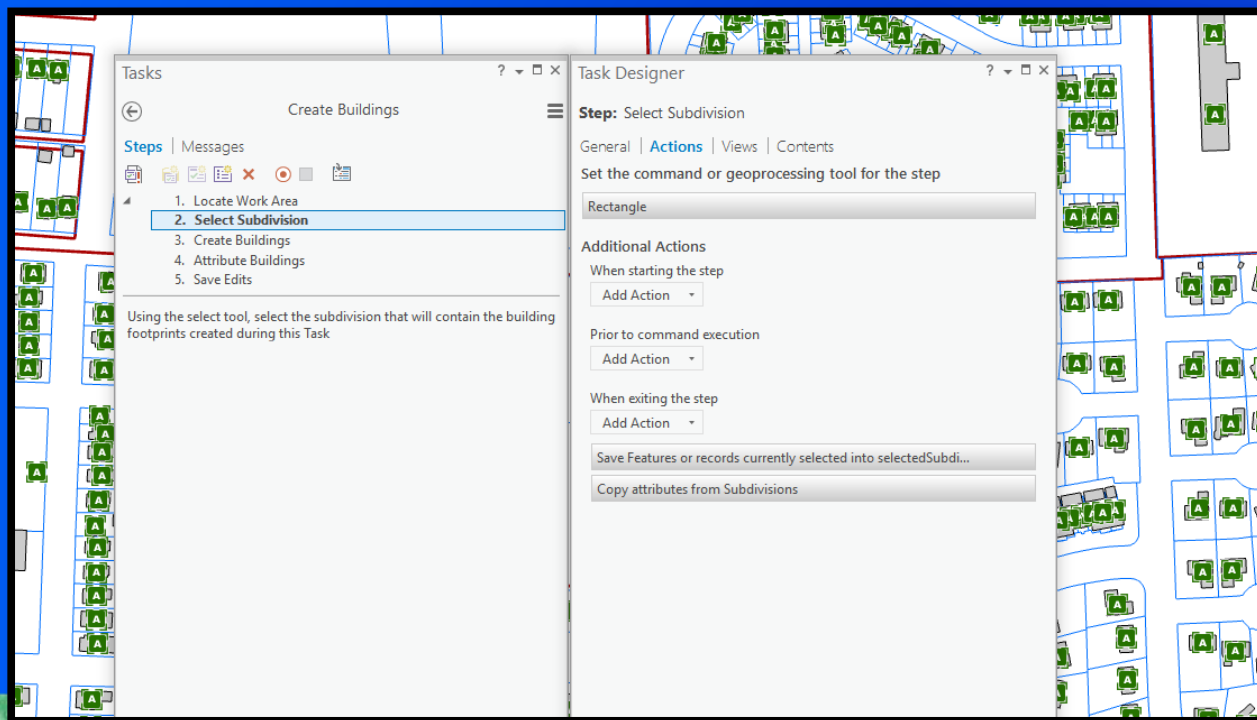 Tasks
Create Buildings
Steps | Messages
1. Locate Work Area
2. Select Subdivision
3. Create Buildings
4. Attribute Buildings
5. Save Edits
Using the select tool, select the subdivision that will contain the building
footprints created during this Task
Task Designer
Step: Select Subdivision
General | Actions | Views | Contents
Set the command or geoprocessing tool for the step
Rectangle
Additional Actions
When starting the step
Add Action
Prior to command execution
Add Action
When exiting the step
Add Action
Save Features or records currently selected into selectedSubdi...
Copy attributes from Subdivisions